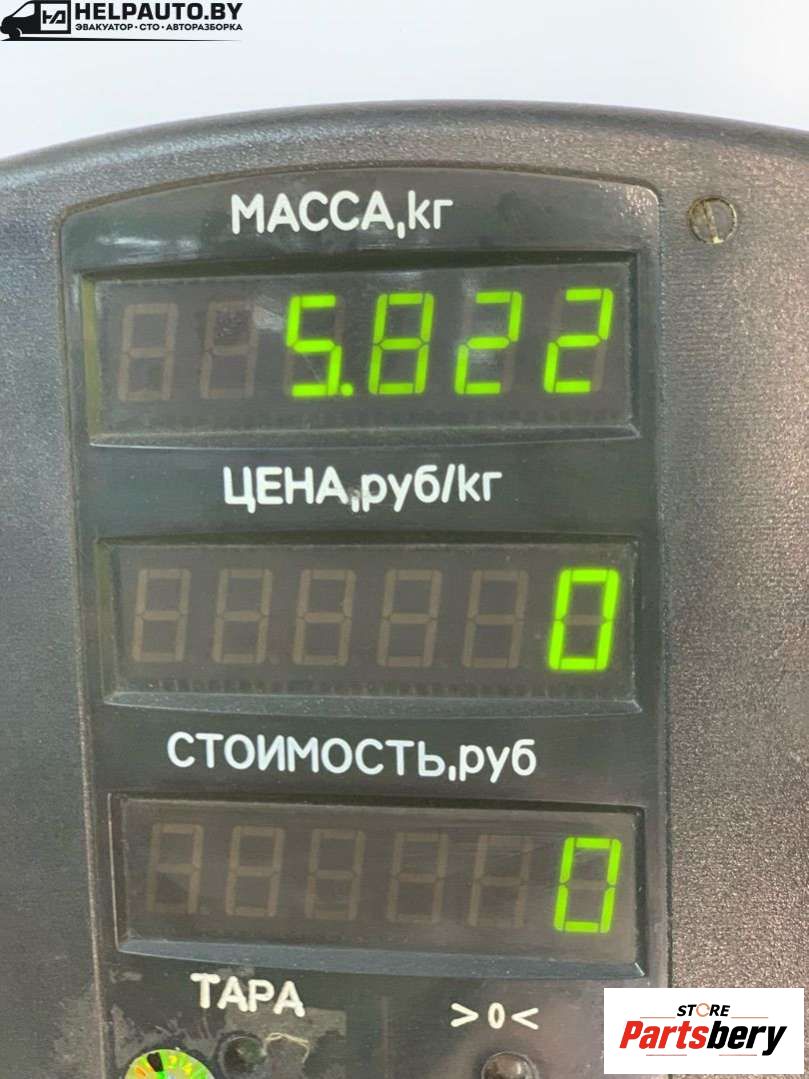 HELPAUTO.BY
ЭВАКУАТОР • СТО • АВТОРАЗБОРКА
МАССА,кг
5.822
ЦЕНА,руб/кг
0
СТОИМОСТЬ,руб
0
ТАРА >0<
STORE
Partsbery